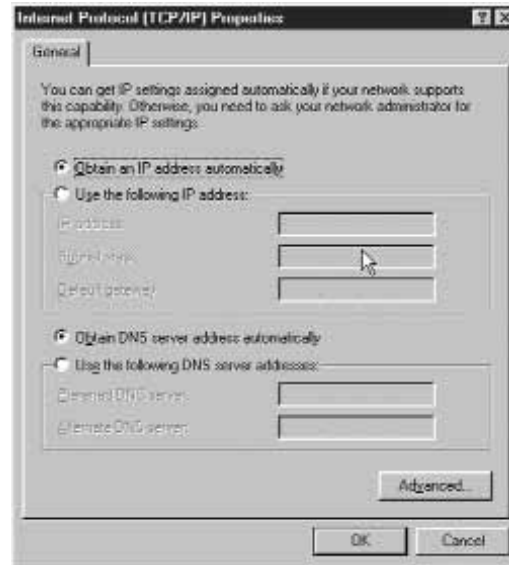 Internet Protocol (TCP/IP) Properties
General
You can get IP settings assigned automatically if your network supports
this capability. Otherwise, you need to ask your network administrator for
the appropriate IP settings.
Obtain an IP address automatically
Use the following IP address:
IP address:
Subnet mask:
Default gateway:
Obtain DNS server address automatically
Use the following DNS server addresses:
Preferred DNS server:
Alternate DNS server:
Advanced...
OK
Cancel